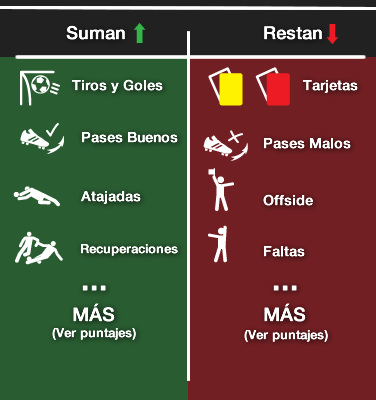 Suman
Restan
Tiros y Goles
Tarjetas
Pases Buenos
Pases Malos
Atajadas
Offside
Recuperaciones
Faltas
...
...
MÁS
MÁS
(Ver puntajes)
(Ver puntajes)